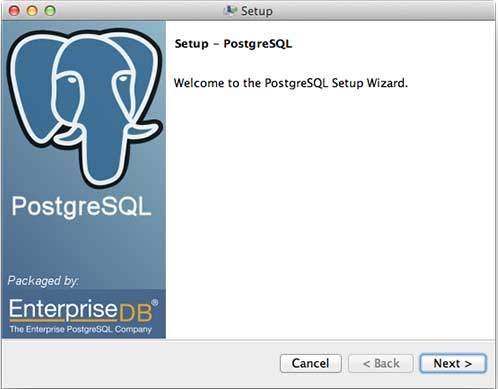 Setup
Setup - PostgreSQL
Welcome to the PostgreSQL Setup Wizard.
PostgreSQL
Packaged by:
EnterpriseDB®
The Enterprise PostgreSQL Company
Cancel
< Back
Next >